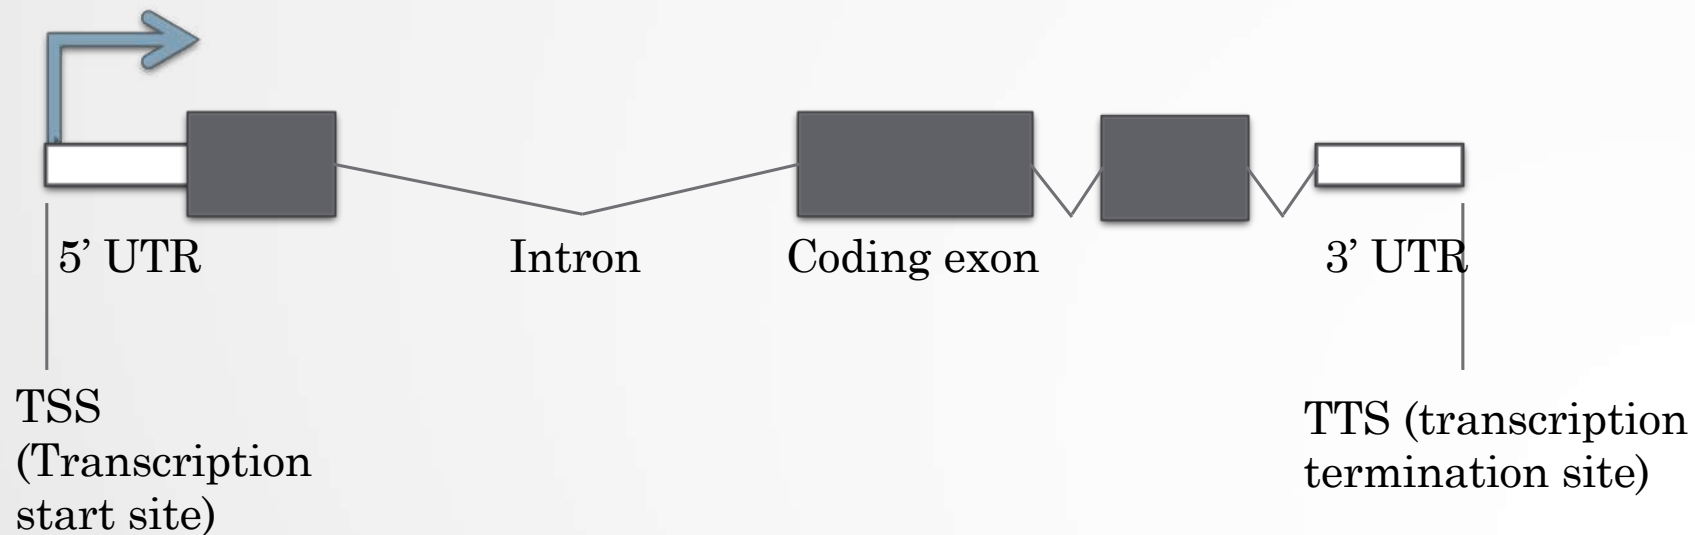 5’ UTR
Intron
Coding exon
3’ UTR
TSS
(Transcription
start site)
TTS (transcription
termination site)